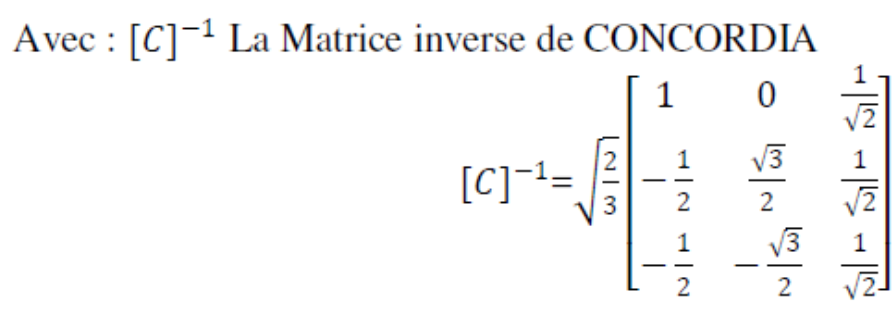 Avec : [C]⁻¹ La Matrice inverse de CONCORDIA
[C]⁻¹=√(2/3) [1 0 1/√2
−1/2 √3/2 1/√2
−1/2 −√3/2 1/√2]